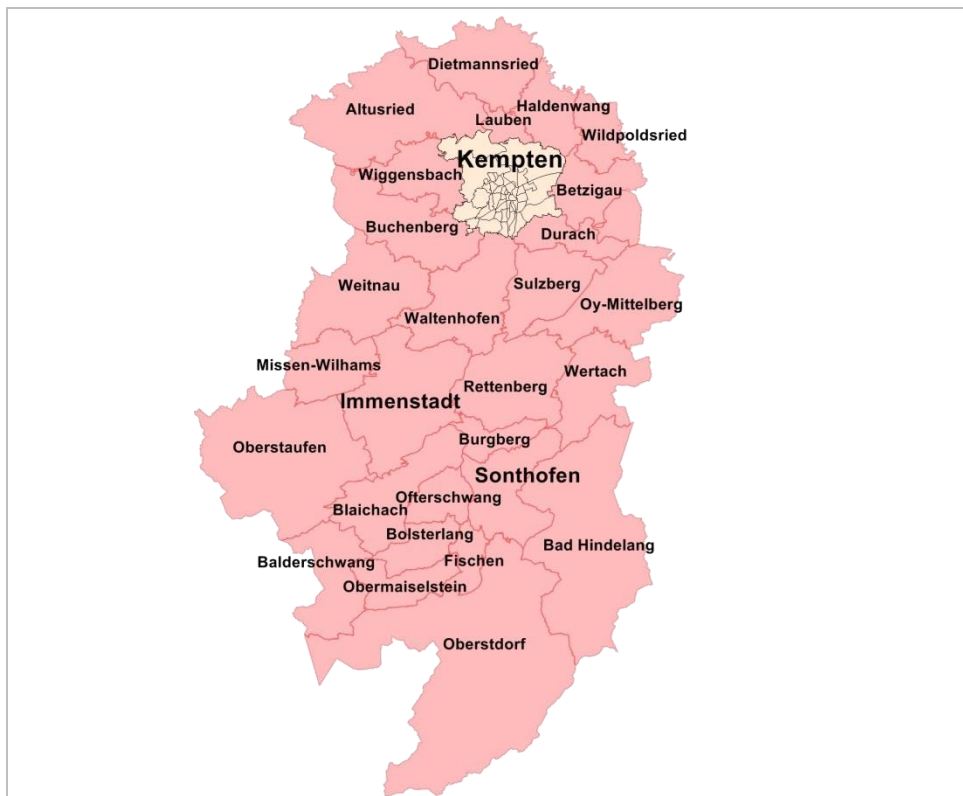 Dietmannsried
Altusried
Haldenwang
Lauben
Wildpoldsried
Kempten
Wiggensbach
Betzigau
Buchenberg
Durach
Weitnau
Sulzberg
Oy-Mittelberg
Waltenhofen
Missen-Wilhams
Wertach
Rettenberg
Immenstadt
Oberstaufen
Burgberg
Sonthofen
Ofterschwang
Blaichach
Bolsterlang
Bad Hindelang
Balderschwang
Fischen
Obermaiselstein
Oberstdorf